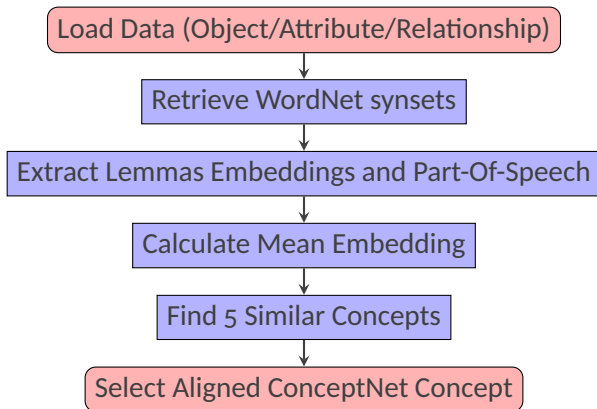 Load Data (Object/Attribute/Relationship)
Retrieve WordNet synsets
Extract Lemmas Embeddings and Part-Of-Speech
Calculate Mean Embedding
Find 5 Similar Concepts
Select Aligned ConceptNet Concept